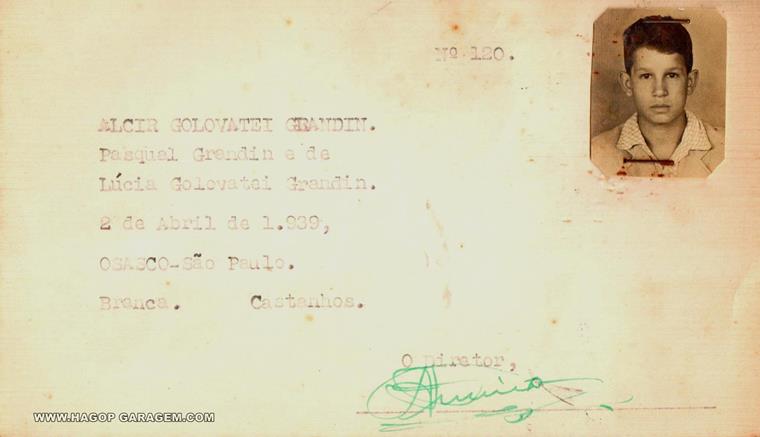 Nº 120.
ALCIR GOLOVATEI GRANDIN.
Pasqual Grandin e de
Lúcia Golovatei Grandin.
2 de Abril de 1.939,
OSASCO-São Paulo.
Branca. Castanhos.
O Diretor,
WWW.HAGOP GARAGEM.COM